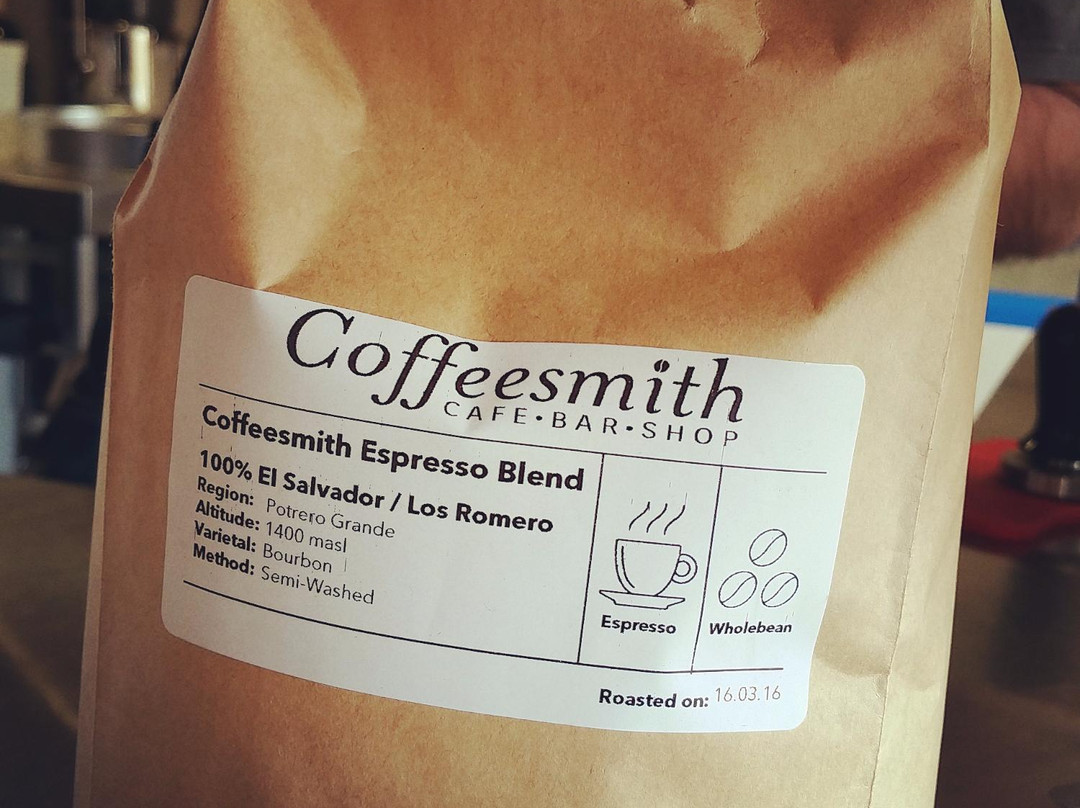 Coffeesmith
CAFE•BAR•SHOP
Coffeesmith Espresso Blend
100% El Salvador / Los Romero
Region: Potrero Grande
Altitude: 1400 masl
Varietal: Bourbon
Method: Semi-Washed
Espresso
Wholebean
Roasted on: 16.03.16